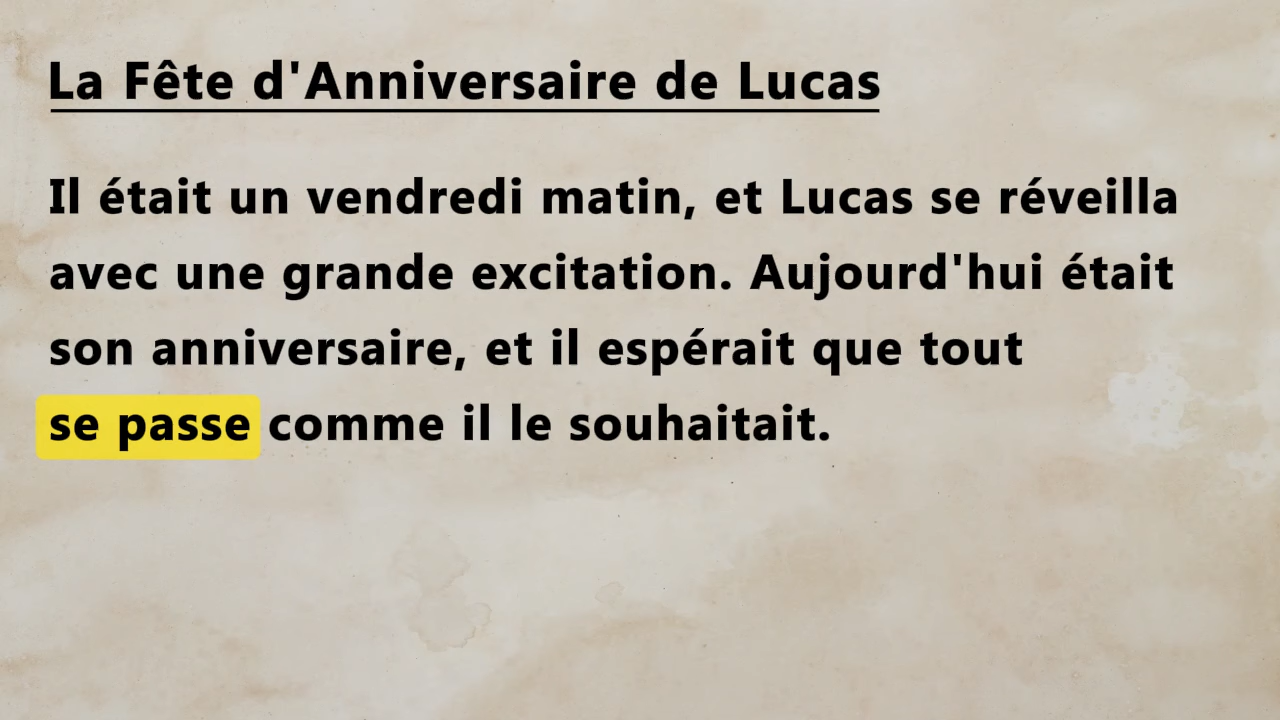 La Fête d'Anniversaire de Lucas
Il était un vendredi matin, et Lucas se réveilla
avec une grande excitation. Aujourd'hui était
son anniversaire, et il espérait que tout
se passe comme il le souhaitait.